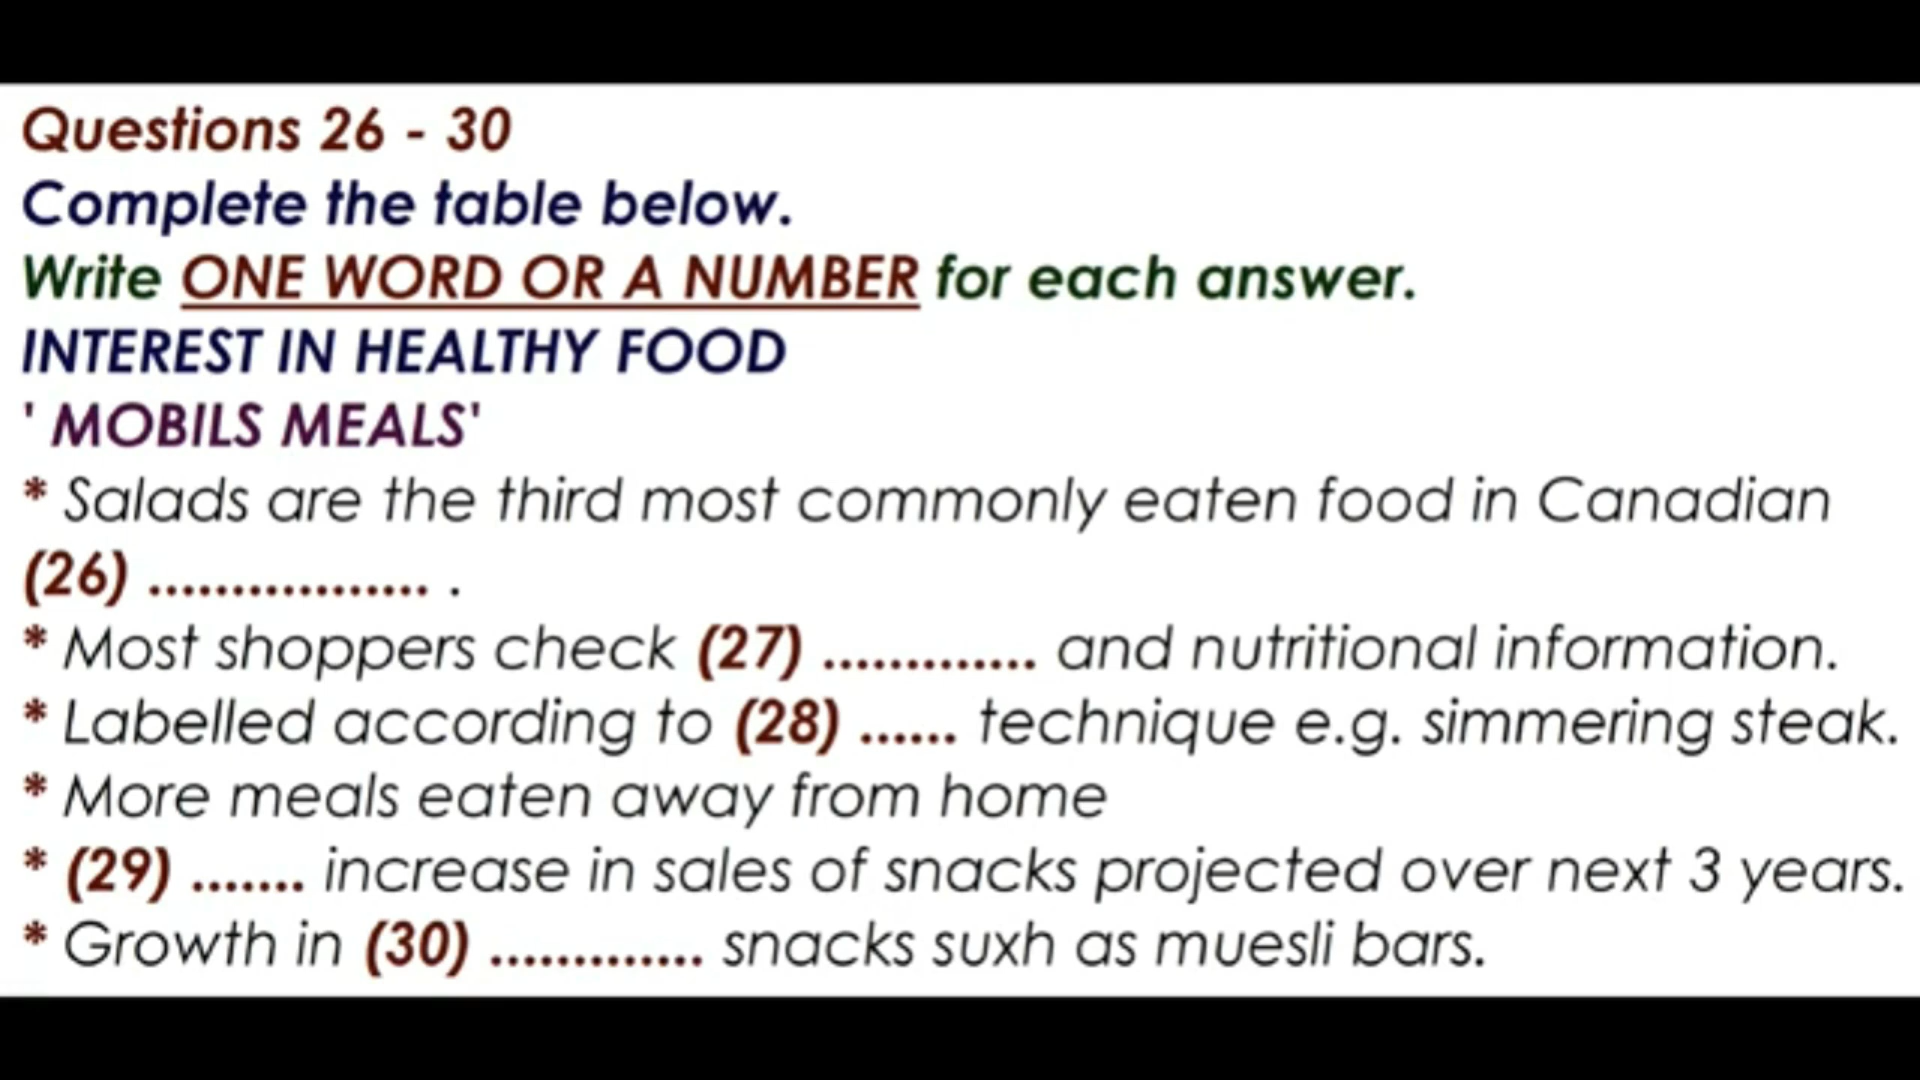 Questions 26 - 30
Complete the table below.
Write ONE WORD OR A NUMBER for each answer.
INTEREST IN HEALTHY FOOD
' MOBILS MEALS'
* Salads are the third most commonly eaten food in Canadian
(26) ................. .
* Most shoppers check (27) ............. and nutritional information.
* Labelled according to (28) ...... technique e.g. simmering steak.
* More meals eaten away from home
* (29) ....... increase in sales of snacks projected over next 3 years.
* Growth in (30) ............. snacks suxh as muesli bars.